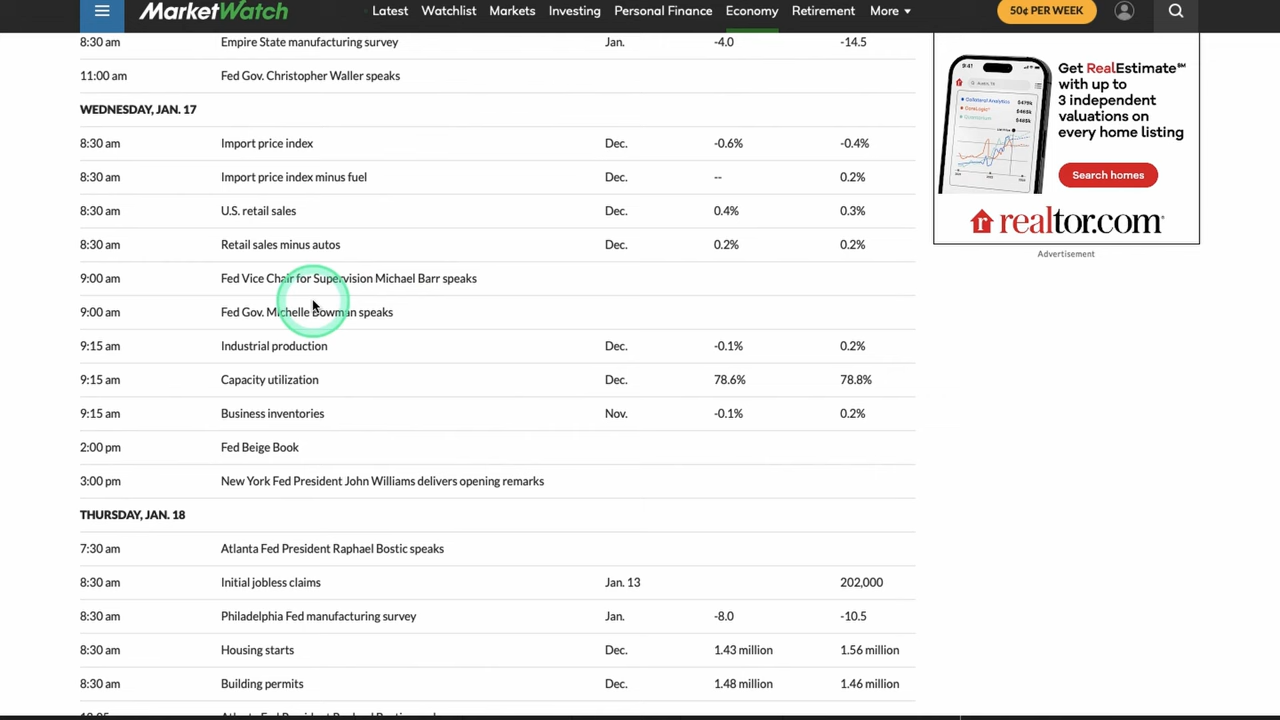 MarketWatch Latest Watchlist Markets Investing Personal Finance Economy Retirement More 50¢ PER WEEK
8:30 am Empire State manufacturing survey Jan. -4.0 -14.5
11:00 am Fed Gov. Christopher Waller speaks
WEDNESDAY, JAN. 17
8:30 am Import price index Dec. -0.6% -0.4%
8:30 am Import price index minus fuel Dec. -- 0.2%
8:30 am U.S. retail sales Dec. 0.4% 0.3%
8:30 am Retail sales minus autos Dec. 0.2% 0.2%
9:00 am Fed Vice Chair for Supervision Michael Barr speaks
9:00 am Fed Gov. Michelle Bowman speaks
9:15 am Industrial production Dec. -0.1% 0.2%
9:15 am Capacity utilization Dec. 78.6% 78.8%
9:15 am Business inventories Nov. -0.1% 0.2%
2:00 pm Fed Beige Book
3:00 pm New York Fed President John Williams delivers opening remarks
THURSDAY, JAN. 18
7:30 am Atlanta Fed President Raphael Bostic speaks
8:30 am Initial jobless claims Jan. 13 202,000
8:30 am Philadelphia Fed manufacturing survey Jan. -8.0 -10.5
8:30 am Housing starts Dec. 1.43 million 1.56 million
8:30 am Building permits Dec. 1.48 million 1.46 million
9:41
Get RealEstimate℠
with up to
3 independent
valuations on
every home listing
Search homes
realtor.com
Advertisement